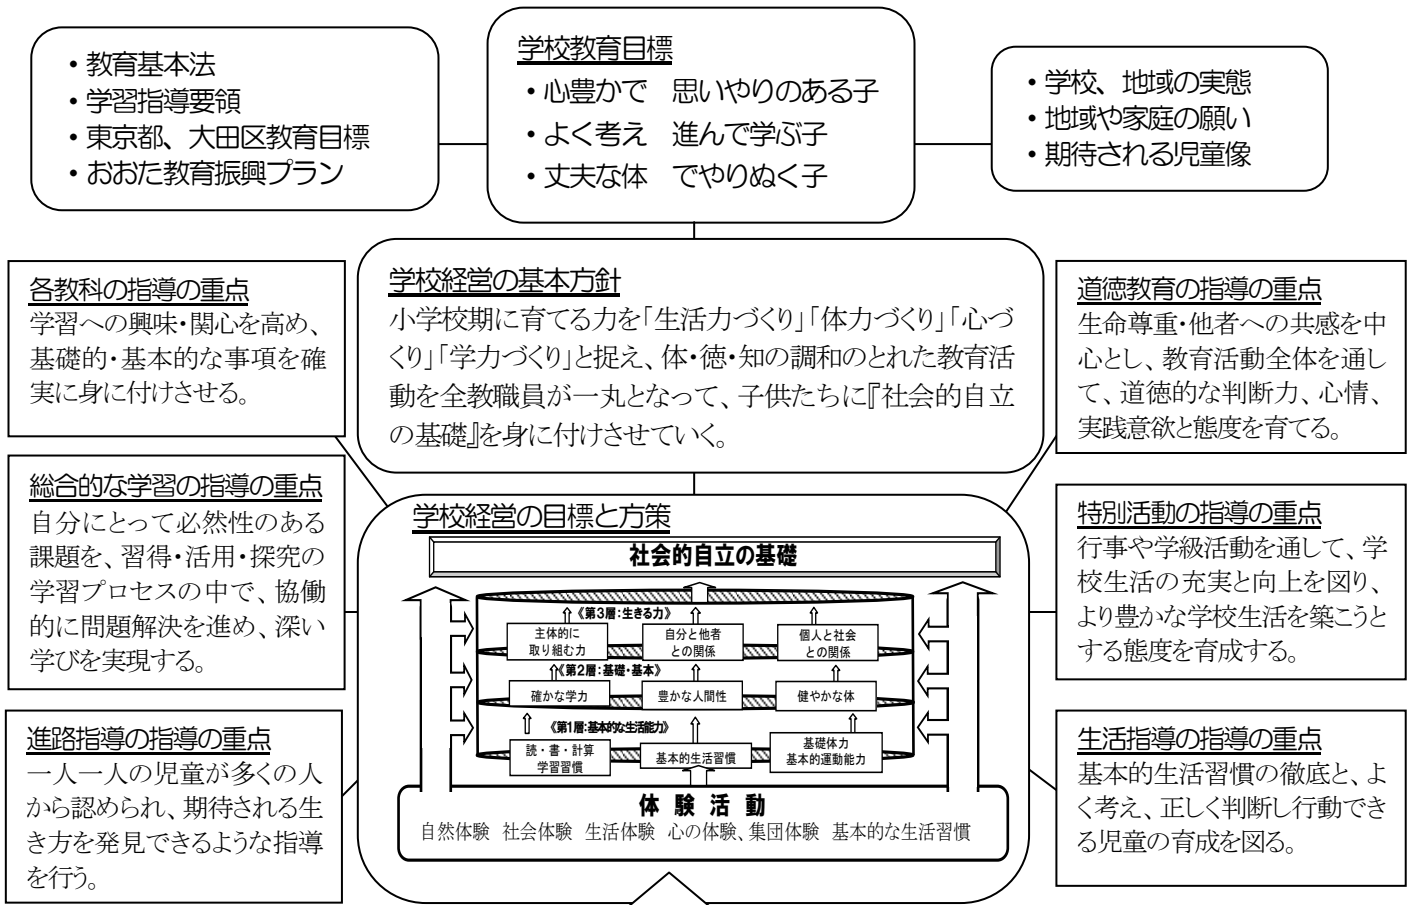 ・教育基本法
・学習指導要領
・東京都、大田区教育目標
・おおた教育振興プラン
学校教育目標
・心豊かで　思いやりのある子
・よく考え　進んで学ぶ子
・丈夫な体　でやりぬく子
・学校、地域の実態
・地域や家庭の願い
・期待される児童像
学校経営の基本方針
小学校期に育てる力を「生活力づくり」「体力づくり」「心づ
くり」「学力づくり」と捉え、体・徳・知の調和のとれた教育活
動を全教職員が一丸となって、子供たちに『社会的自立
の基礎』を身に付けさせていく。
各教科の指導の重点
学習への興味・関心を高め、
基礎的・基本的な事項を確
実に身に付けさせる。
総合的な学習の指導の重点
自分にとって必然性のある
課題を、習得・活用・探究の
学習プロセスの中で、協働
的に問題解決を進め、深い
学びを実現する。
進路指導の指導の重点
一人一人の児童が多くの人
から認められ、期待される生
き方を発見できるような指導
を行う。
学校経営の目標と方策
社会的自立の基礎
《第3層：生きる力》
主体的に
取り組む力
自分と他者
との関係
個人と社会
との関係
《第2層：基礎・基本》
確かな学力
豊かな人間性
健やかな体
《第1層：基本的な生活能力》
読・書・計算
学習習慣
基本的生活習慣
基礎体力
基本的運動能力
体 験 活 動
自然体験　社会体験　生活体験　心の体験、集団体験　基本的な生活習慣
道徳教育の指導の重点
生命尊重・他者への共感を中
心とし、教育活動全体を通し
て、道徳的な判断力、心情、
実践意欲と態度を育てる。
特別活動の指導の重点
行事や学級活動を通して、学
校生活の充実と向上を図り、
より豊かな学校生活を築こうと
する態度を育成する。
生活指導の指導の重点
基本的生活習慣の徹底と、よ
く考え、正しく判断し行動でき
る児童の育成を図る。